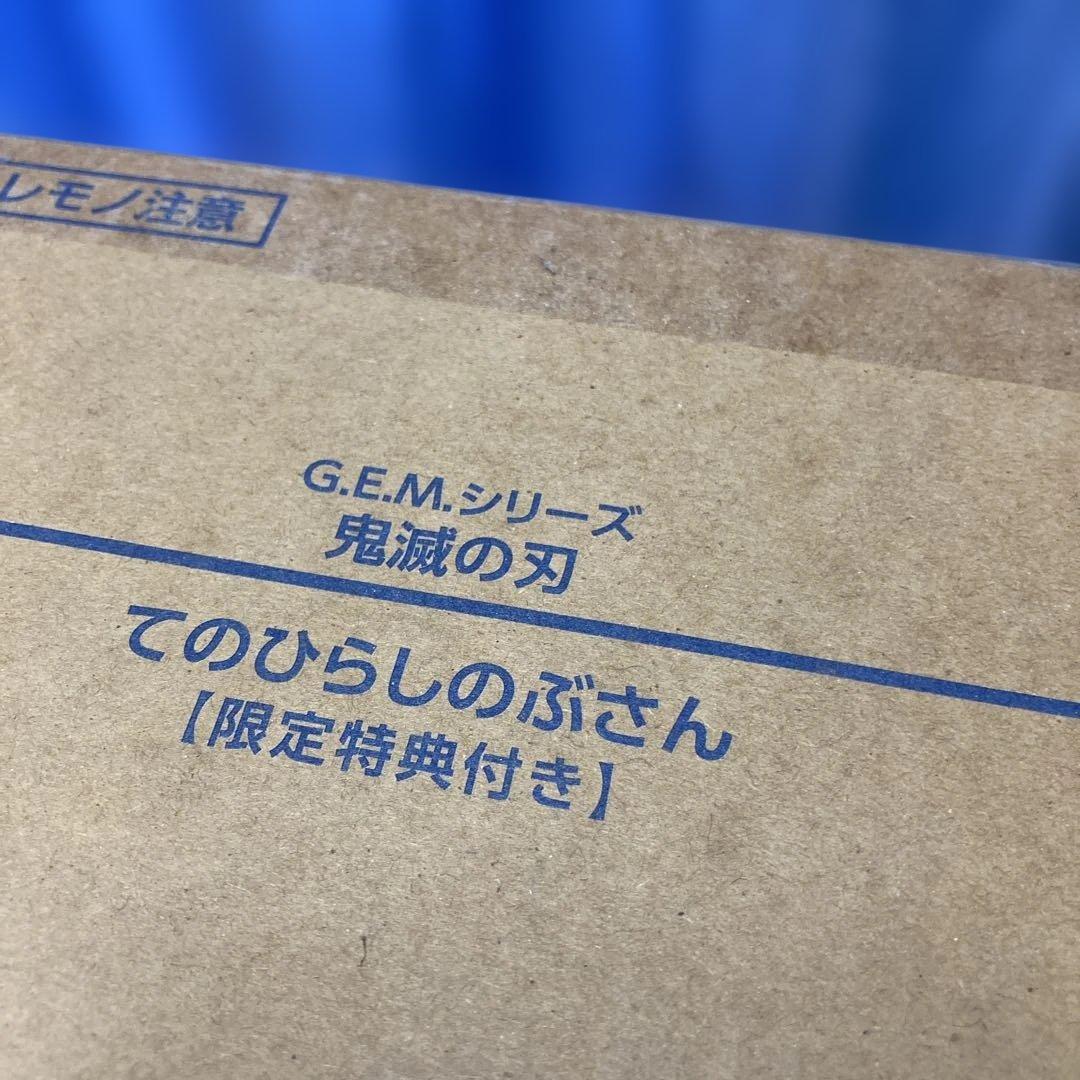 レモノ注意
G.E.M.シリーズ
鬼滅の刃
てのひらしのぶさん
【限定特典付き】